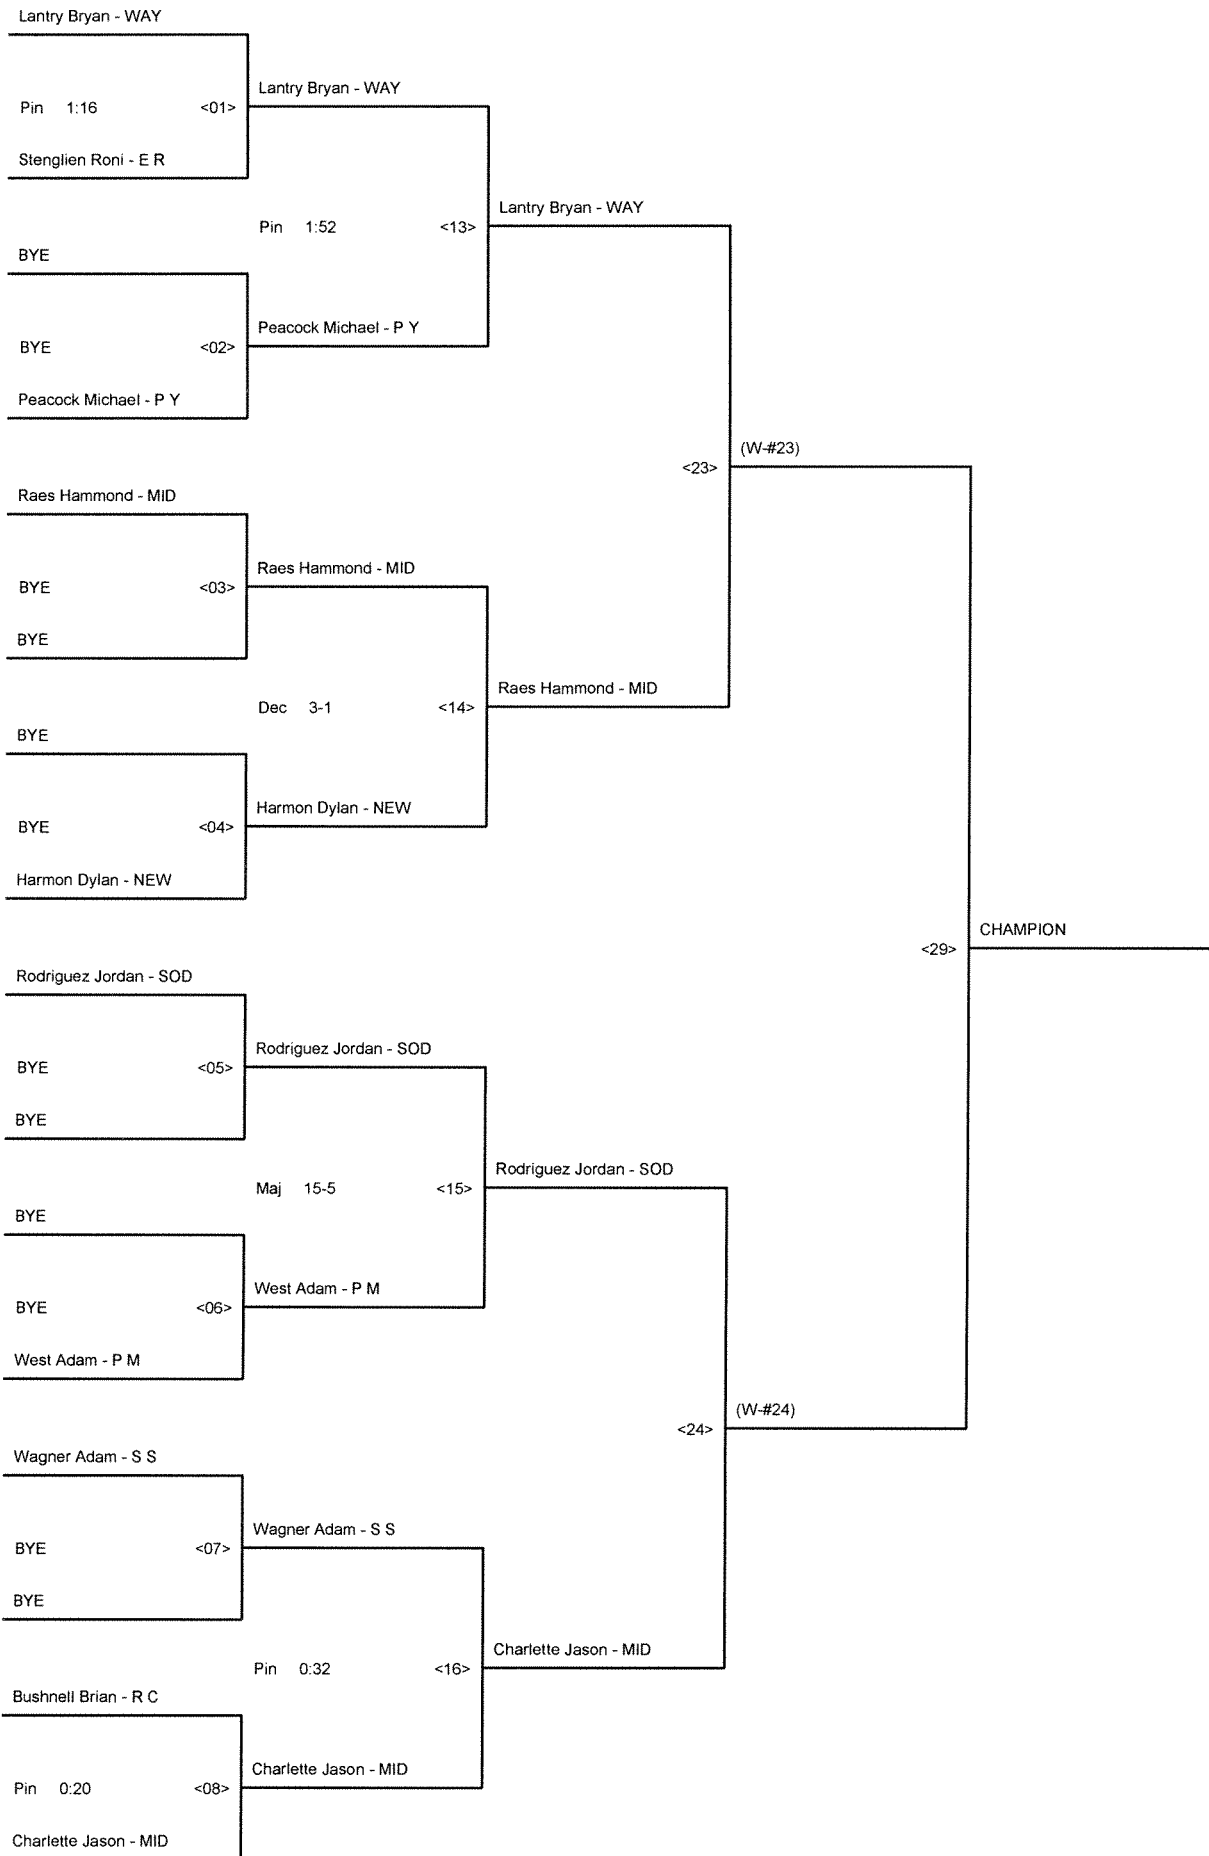 Lantry Bryan - WAY
Lantry Bryan - WAY
Pin 1:16 <01>
Stenglien Roni - E R
Lantry Bryan - WAY
Pin 1:52 <13>
BYE
Peacock Michael - P Y
BYE <02>
Peacock Michael - P Y
(W-#23)
<23>
Raes Hammond - MID
Raes Hammond - MID
BYE <03>
BYE
Raes Hammond - MID
Dec 3-1 <14>
BYE
Harmon Dylan - NEW
BYE <04>
Harmon Dylan - NEW
CHAMPION
<29>
Rodriguez Jordan - SOD
Rodriguez Jordan - SOD
BYE <05>
BYE
Rodriguez Jordan - SOD
Maj 15-5 <15>
BYE
West Adam - P M
BYE <06>
West Adam - P M
(W-#24)
<24>
Wagner Adam - S S
Wagner Adam - S S
BYE <07>
BYE
Charlette Jason - MID
Pin 0:32 <16>
Bushnell Brian - R C
Charlette Jason - MID
Pin 0:20 <08>
Charlette Jason - MID